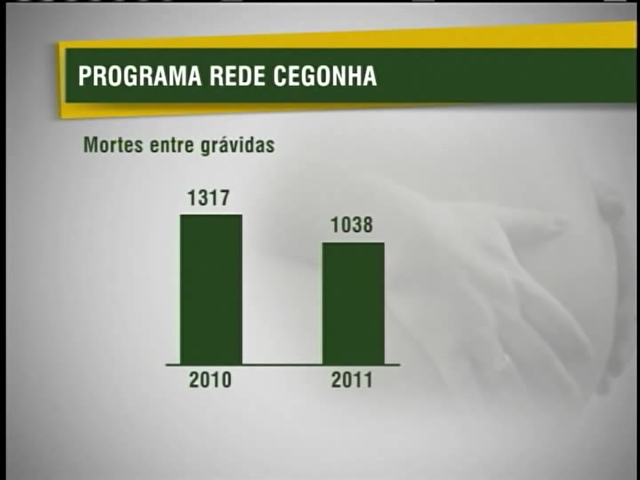 PROGRAMA REDE CEGONHA
Mortes entre grávidas
1317
1038
2010
2011